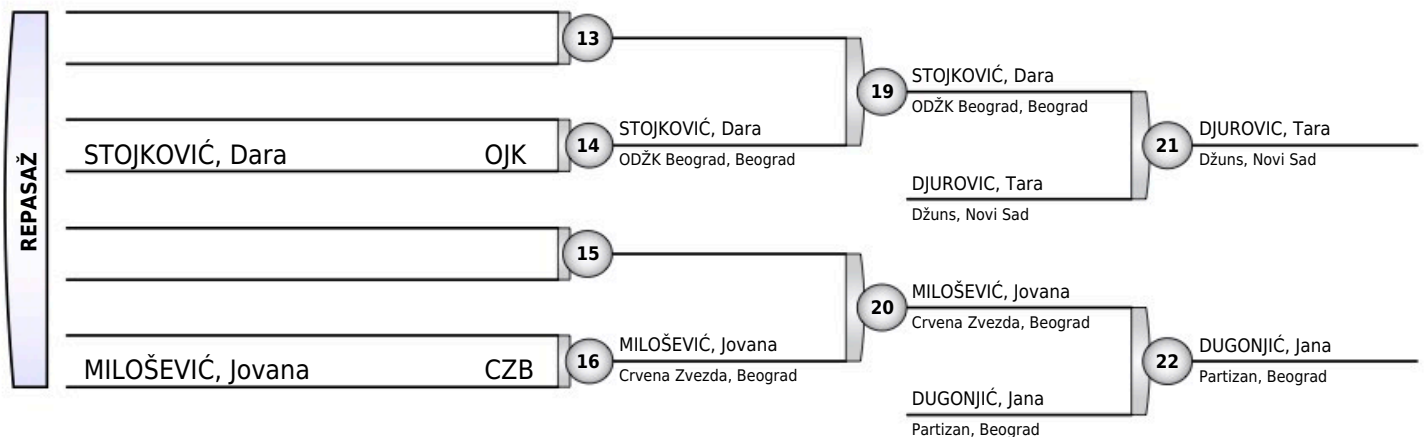 REPASAŽ
13
STOJKOVIĆ, Dara OJK
14
STOJKOVIĆ, Dara
ODŽK Beograd, Beograd
19
STOJKOVIĆ, Dara
ODŽK Beograd, Beograd
DJUROVIC, Tara
Džuns, Novi Sad
21
DJUROVIC, Tara
Džuns, Novi Sad
15
MILOŠEVIĆ, Jovana CZB
16
MILOŠEVIĆ, Jovana
Crvena Zvezda, Beograd
20
MILOŠEVIĆ, Jovana
Crvena Zvezda, Beograd
DUGONJIĆ, Jana
Partizan, Beograd
22
DUGONJIĆ, Jana
Partizan, Beograd